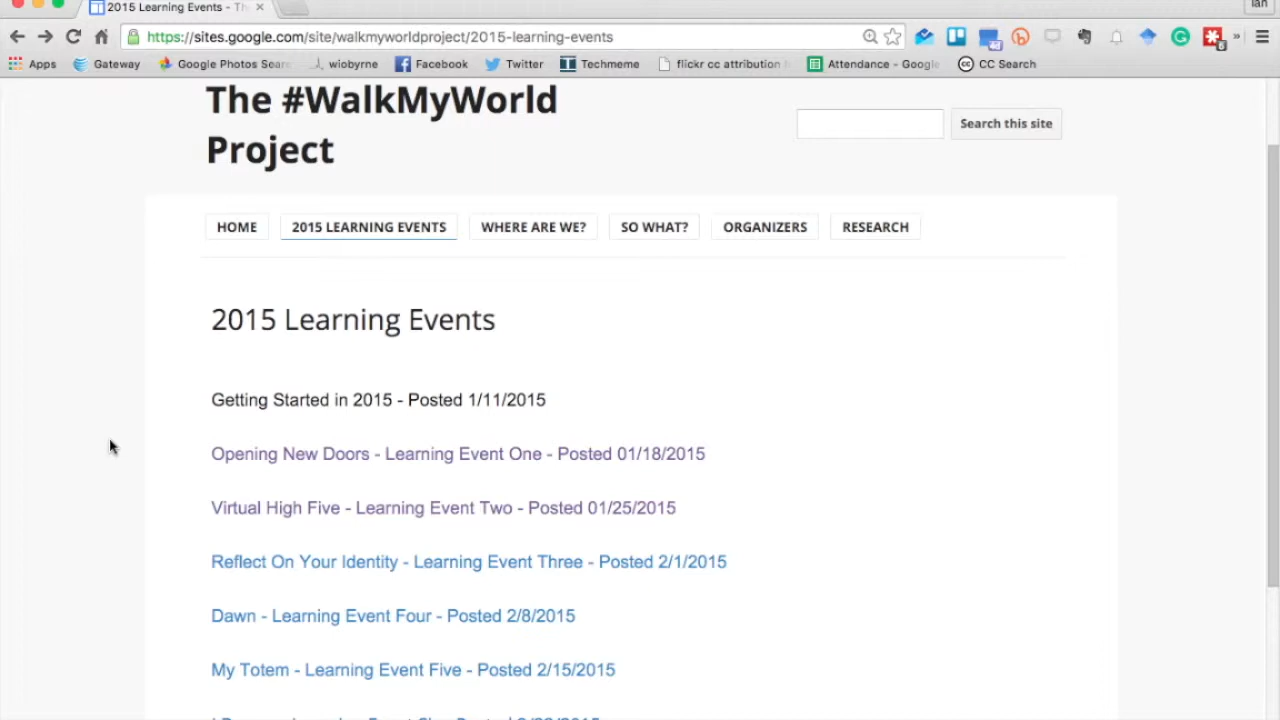 Ian
2015 Learning Events - Th
https://sites.google.com/site/walkmyworldproject/2015-learning-events
Apps Gateway Google Photos Sear wiobyrne Facebook Twitter Techmeme flickr cc attribution Attendance - Google CC Search
The #WalkMyWorld
Project
Search this site
HOME 2015 LEARNING EVENTS WHERE ARE WE? SO WHAT? ORGANIZERS RESEARCH
2015 Learning Events
Getting Started in 2015 - Posted 1/11/2015
Opening New Doors - Learning Event One - Posted 01/18/2015
Virtual High Five - Learning Event Two - Posted 01/25/2015
Reflect On Your Identity - Learning Event Three - Posted 2/1/2015
Dawn - Learning Event Four - Posted 2/8/2015
My Totem - Learning Event Five - Posted 2/15/2015